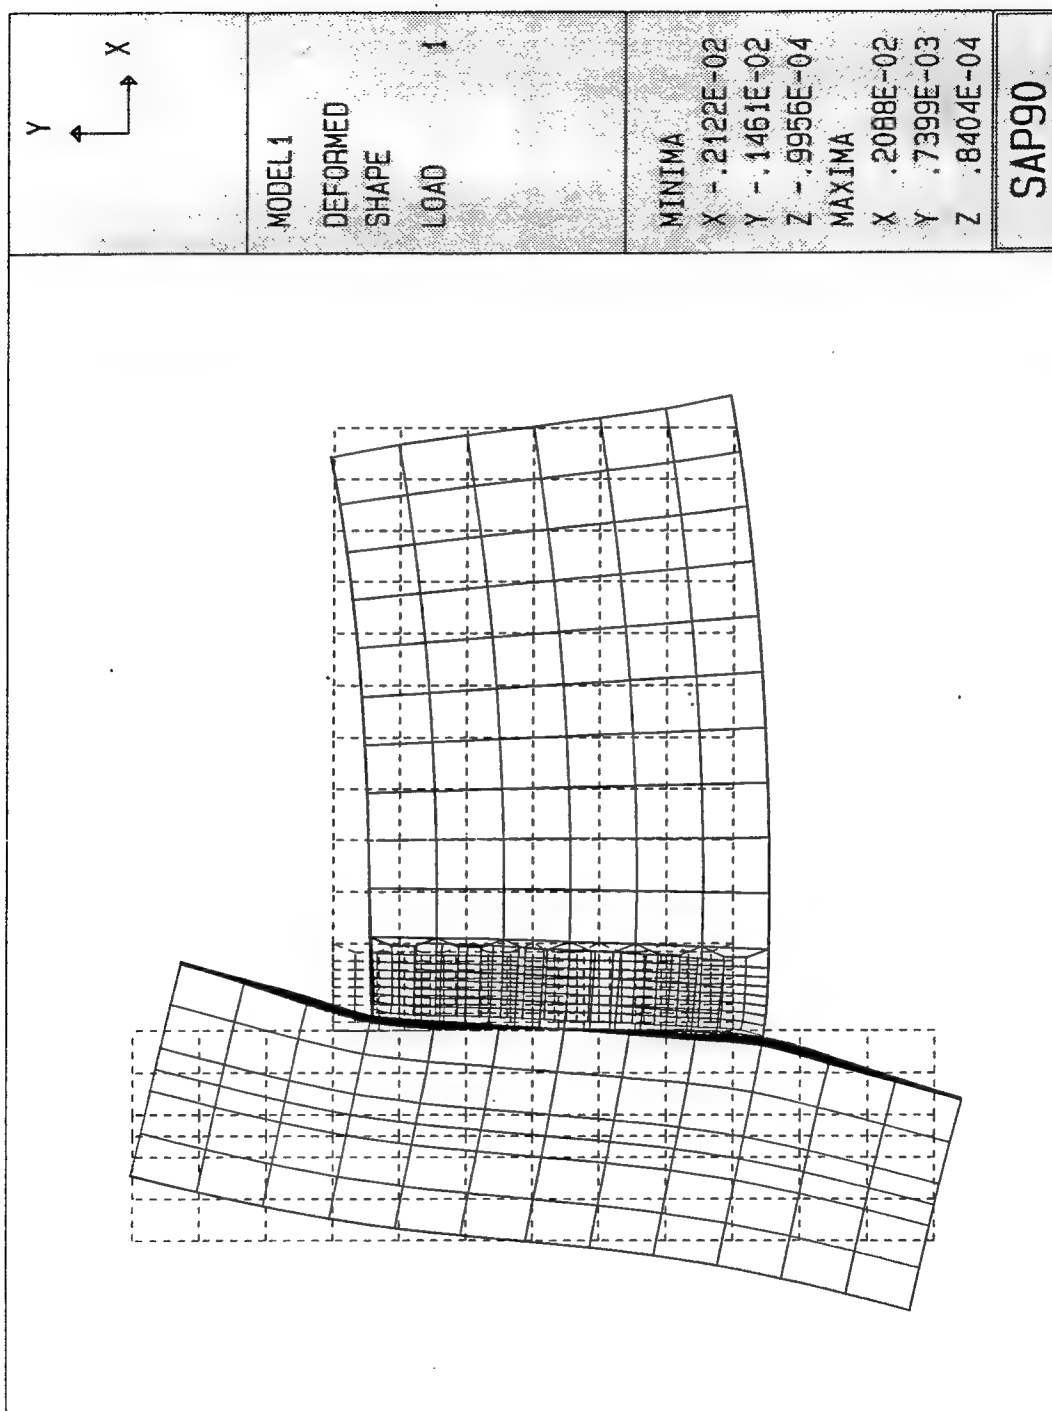 Y
X
MODEL1
DEFORMED
SHAPE
LOAD 1
MINIMA
X -.2122E-02
Y -.1461E-02
Z -.9956E-04
MAXIMA
X .2088E-02
Y .7399E-03
Z .8404E-04
SAP90